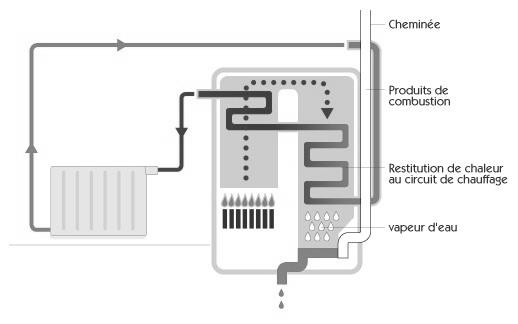 Cheminée
Produits de
combustion
Restitution de chaleur
au circuit de chauffage
vapeur d'eau